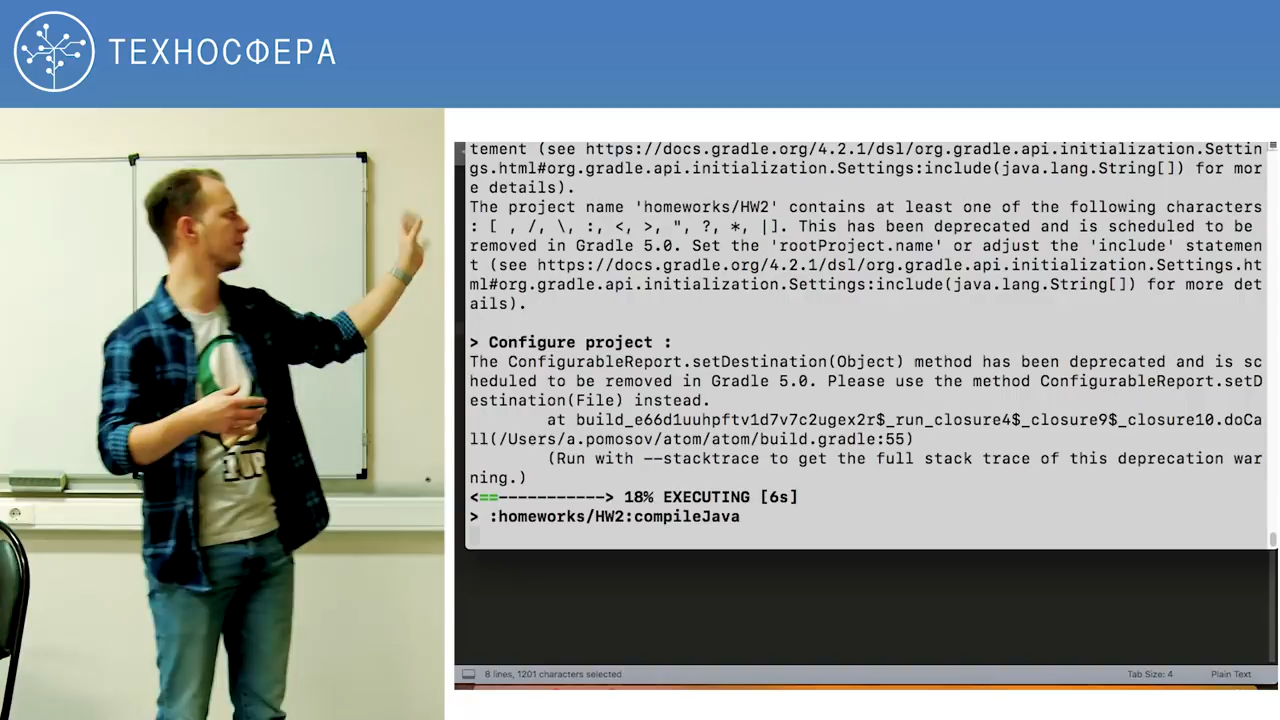 ТЕХНОСФЕРА
tement (see https://docs.gradle.org/4.2.1/dsl/org.gradle.api.initialization.Settin
gs.html#org.gradle.api.initialization.Settings:include(java.lang.String[]) for mor
e details).
The project name 'homeworks/HW2' contains at least one of the following characters
: [ , /, \, :, <, >, ", ?, *, |]. This has been deprecated and is scheduled to be
removed in Gradle 5.0. Set the 'rootProject.name' or adjust the 'include' statemen
t (see https://docs.gradle.org/4.2.1/dsl/org.gradle.api.initialization.Settings.ht
ml#org.gradle.api.initialization.Settings:include(java.lang.String[]) for more det
ails).
> Configure project :
The ConfigurableReport.setDestination(Object) method has been deprecated and is sc
heduled to be removed in Gradle 5.0. Please use the method ConfigurableReport.setD
estination(File) instead.
at build_e66d1uuhpftv1d7v7c2ugex2r$_run_closure4$_closure9$_closure10.doCa
ll(/Users/a.pomosov/atom/atom/build.gradle:55)
(Run with --stacktrace to get the full stack trace of this deprecation war
ning.)
<==-----------> 18% EXECUTING [6s]
> :homeworks/HW2:compileJava
1UP
8 lines, 1201 characters selected
Tab Size: 4
Plain Text